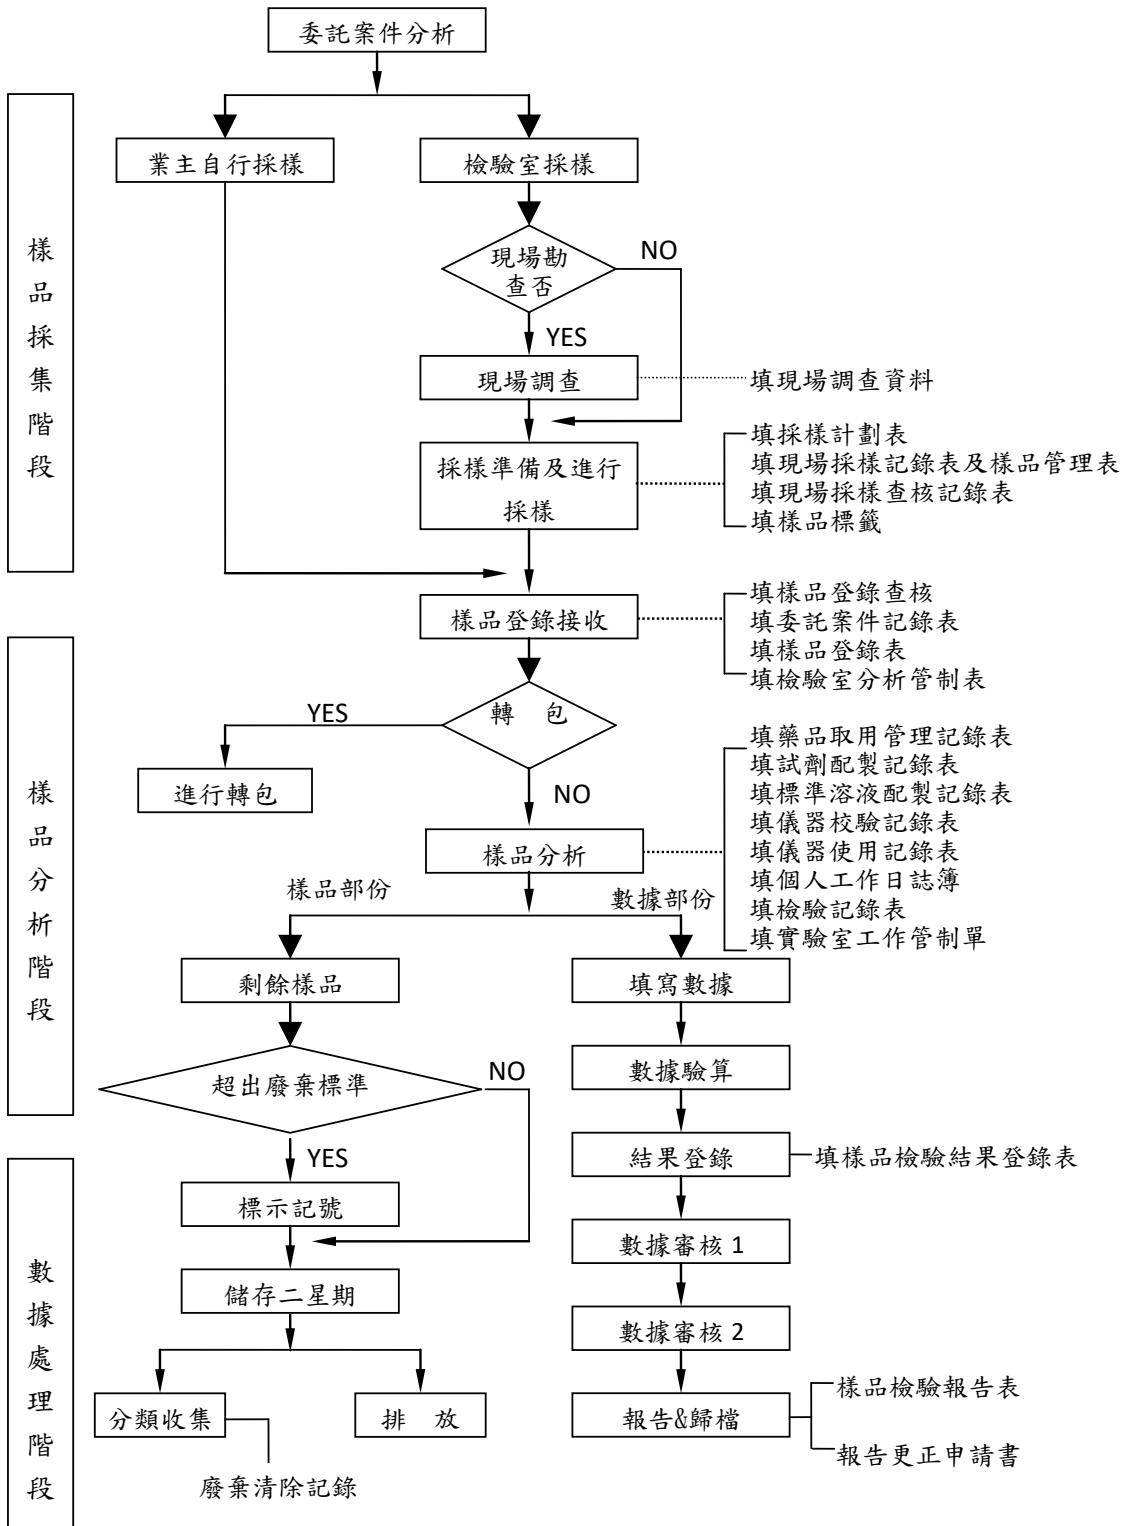 委託案件分析
業主自行採樣
檢驗室採樣
樣品採集階段
現場勘
查否
NO
YES
現場調查
填現場調查資料
採樣準備及進行
採樣
填採樣計劃表
填現場採樣記錄表及樣品管理表
填現場採樣查核記錄表
填樣品標籤
樣品登錄接收
填樣品登錄查核
填委託案件記錄表
填樣品登錄表
填檢驗室分析管制表
樣品分析階段
轉 包
YES
進行轉包
NO
樣品分析
填藥品取用管理記錄表
填試劑配製記錄表
填標準溶液配製記錄表
填儀器校驗記錄表
填儀器使用記錄表
填個人工作日誌簿
填檢驗記錄表
填實驗室工作管制單
樣品部份
數據部份
剩餘樣品
填寫數據
超出廢棄標準
NO
YES
數據驗算
結果登錄
填樣品檢驗結果登錄表
標示記號
數據審核 1
數據處理階段
儲存二星期
數據審核 2
分類收集
排 放
報告&歸檔
樣品檢驗報告表
報告更正申請書
廢棄清除記錄